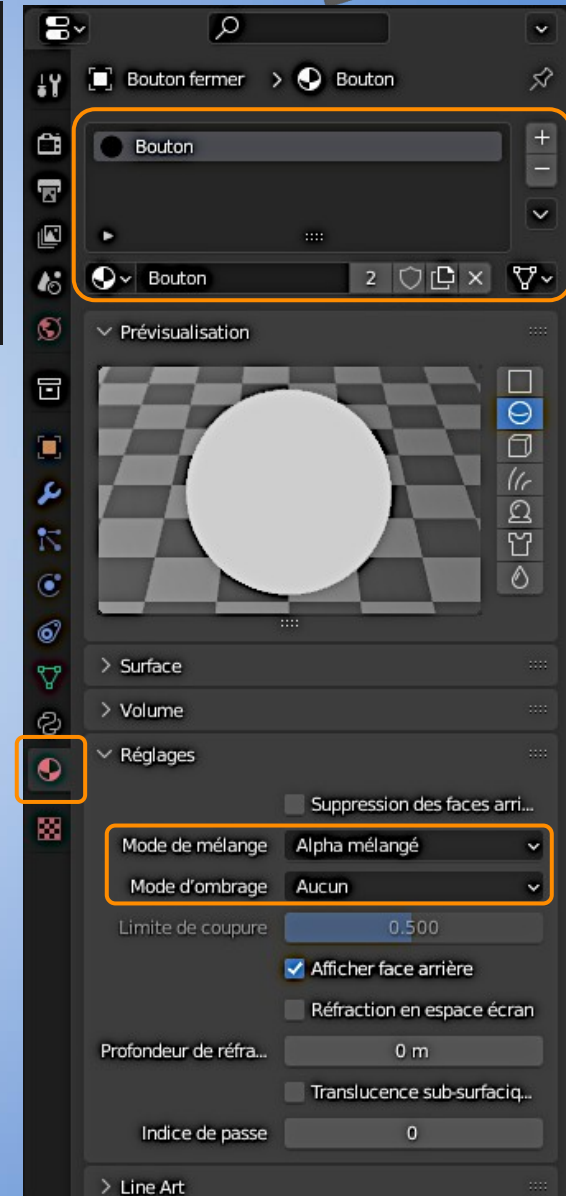 Bouton fermer > Bouton
Bouton
Bouton 2
Prévisualisation
Surface
Volume
Réglages
Suppression des faces arri...
Mode de mélange Alpha mélangé
Mode d'ombrage Aucun
Limite de coupure 0.500
Afficher face arrière
Réfraction en espace écran
Profondeur de réfra... 0 m
Translucence sub-surfaciq...
Indice de passe 0
Line Art